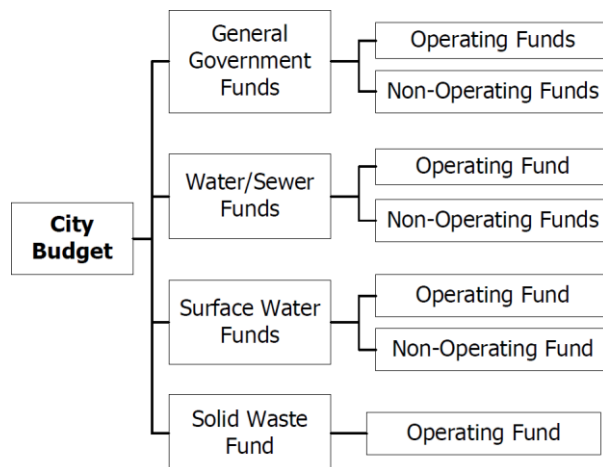 City
Budget
General
Government
Funds
Operating Funds
Non-Operating Funds
Water/Sewer
Funds
Operating Fund
Non-Operating Funds
Surface Water
Funds
Operating Fund
Non-Operating Fund
Solid Waste
Fund
Operating Fund